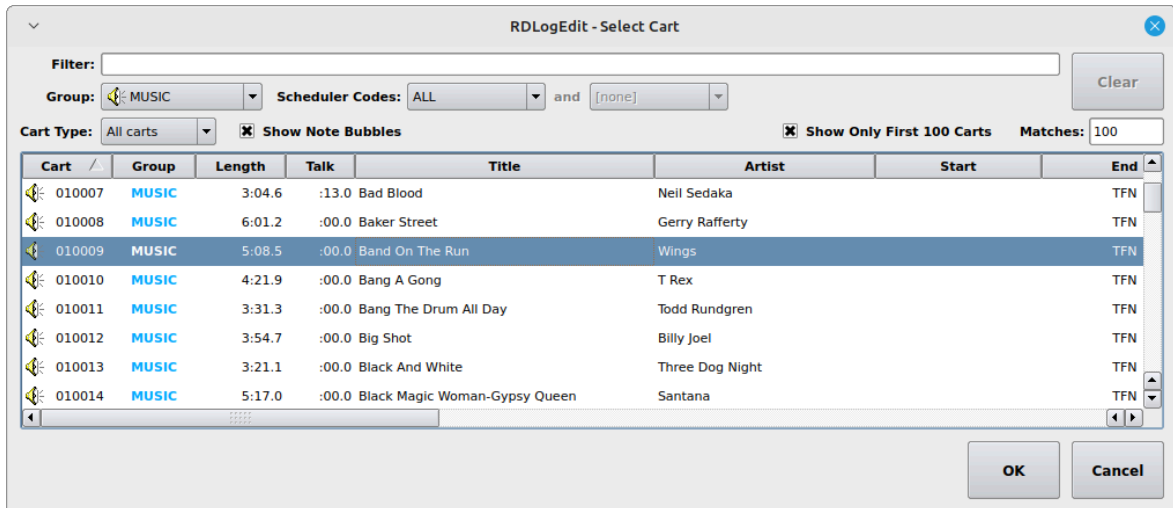 RDLogEdit - Select Cart
Filter:
Clear
Group: MUSIC Scheduler Codes: ALL and [none]
Cart Type: All carts Show Note Bubbles Show Only First 100 Carts Matches: 100
Cart Group Length Talk Title Artist Start End
010007 MUSIC 3:04.6 :13.0 Bad Blood Neil Sedaka TFN
010008 MUSIC 6:01.2 :00.0 Baker Street Gerry Rafferty TFN
010009 MUSIC 5:08.5 :00.0 Band On The Run Wings TFN
010010 MUSIC 4:21.9 :00.0 Bang A Gong T Rex TFN
010011 MUSIC 3:31.3 :00.0 Bang The Drum All Day Todd Rundgren TFN
010012 MUSIC 3:54.7 :00.0 Big Shot Billy Joel TFN
010013 MUSIC 3:21.1 :00.0 Black And White Three Dog Night TFN
010014 MUSIC 5:17.0 :00.0 Black Magic Woman-Gypsy Queen Santana TFN
OK Cancel